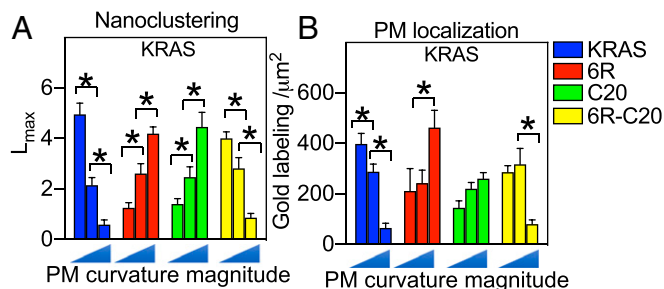 A
Nanoclustering
KRAS
Lmax
6
4
2
0
* * * * * * * *
PM curvature magnitude
B
PM localization
KRAS
Gold labeling /μm2
600
400
200
0
* * * *
PM curvature magnitude
KRAS
6R
C20
6R-C20